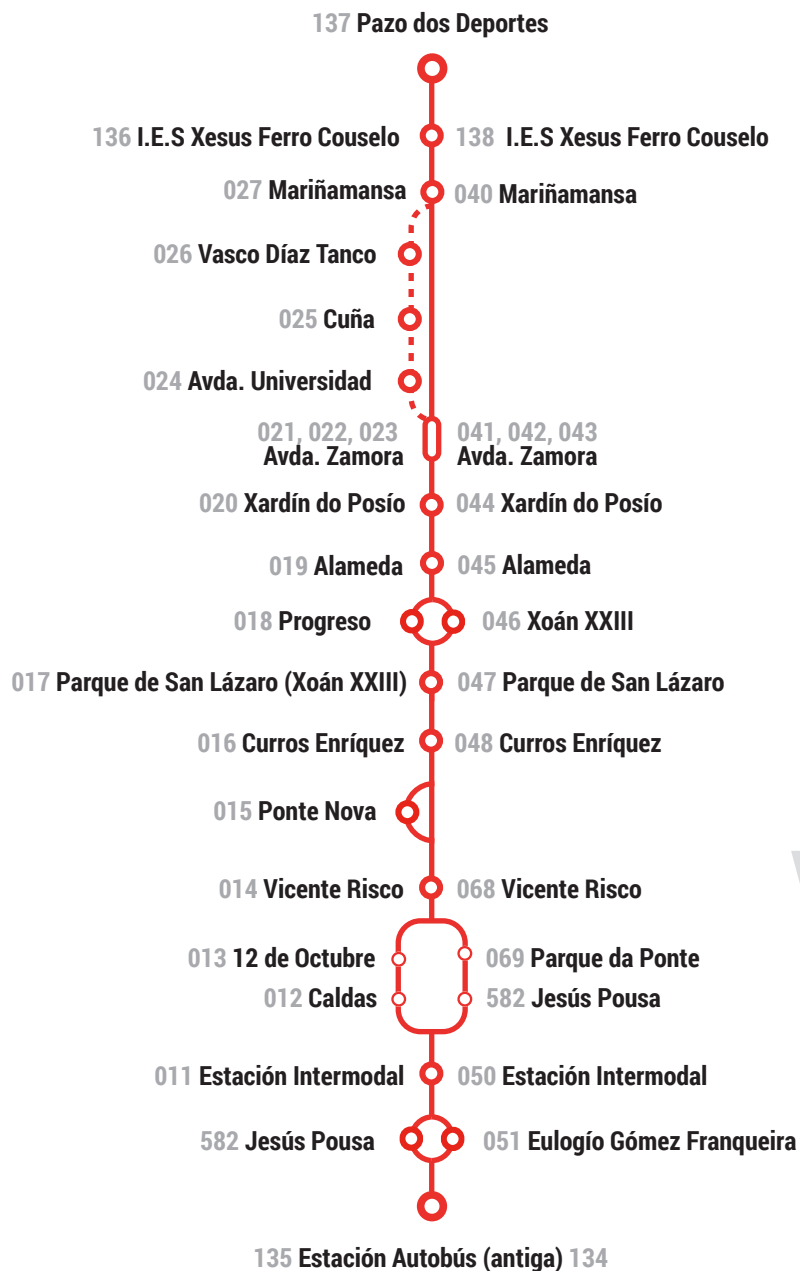 137 Pazo dos Deportes
136 I.E.S Xesus Ferro Couselo 138 I.E.S Xesus Ferro Couselo
027 Mariñamansa 040 Mariñamansa
026 Vasco Díaz Tanco
025 Cuña
024 Avda. Universidad
021, 022, 023 041, 042, 043
Avda. Zamora Avda. Zamora
020 Xardín do Posío 044 Xardín do Posío
019 Alameda 045 Alameda
018 Progreso 046 Xoán XXIII
017 Parque de San Lázaro (Xoán XXIII) 047 Parque de San Lázaro
016 Curros Enríquez 048 Curros Enríquez
015 Ponte Nova
014 Vicente Risco 068 Vicente Risco
013 12 de Octubre 069 Parque da Ponte
012 Caldas 582 Jesús Pousa
011 Estación Intermodal 050 Estación Intermodal
582 Jesús Pousa 051 Eulogío Gómez Franqueira
135 Estación Autobús (antiga) 134